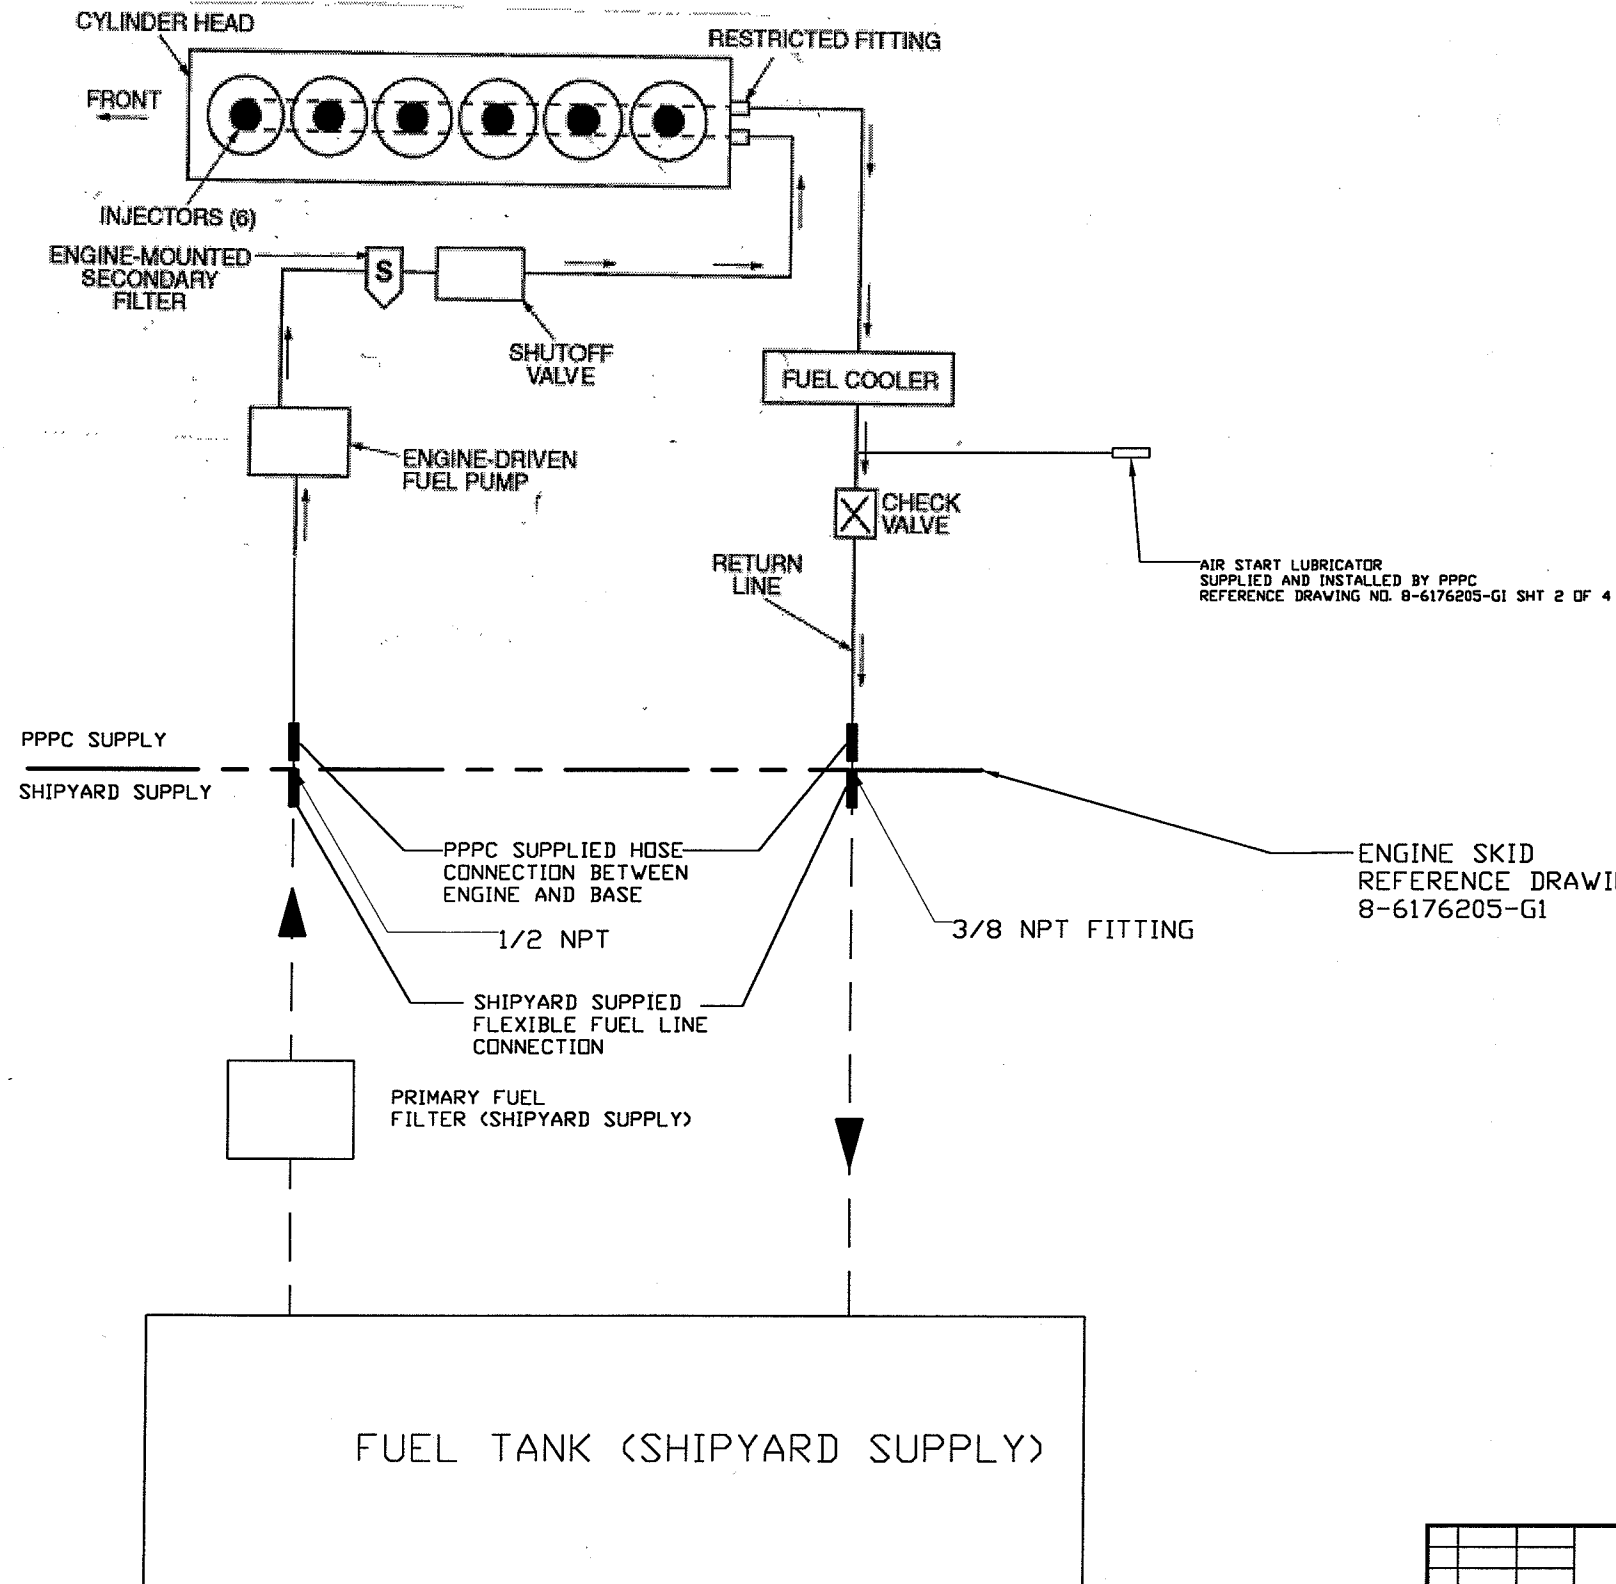 CYLINDER HEAD
RESTRICTED FITTING
FRONT
INJECTORS (6)
ENGINE-MOUNTED
SECONDARY
FILTER
S
SHUTOFF
VALVE
FUEL COOLER
ENGINE-DRIVEN
FUEL PUMP
CHECK
VALVE
RETURN
LINE
AIR START LUBRICATOR
SUPPLIED AND INSTALLED BY PPPC
REFERENCE DRAWING NO. 8-6176205-G1 SHT 2 OF 4
PPPC SUPPLY
SHIPYARD SUPPLY
PPPC SUPPLIED HOSE
CONNECTION BETWEEN
ENGINE AND BASE
ENGINE SKID
REFERENCE DRAWI
8-6176205-G1
1/2 NPT
3/8 NPT FITTING
SHIPYARD SUPPIED
FLEXIBLE FUEL LINE
CONNECTION
PRIMARY FUEL
FILTER (SHIPYARD SUPPLY)
FUEL TANK (SHIPYARD SUPPLY)